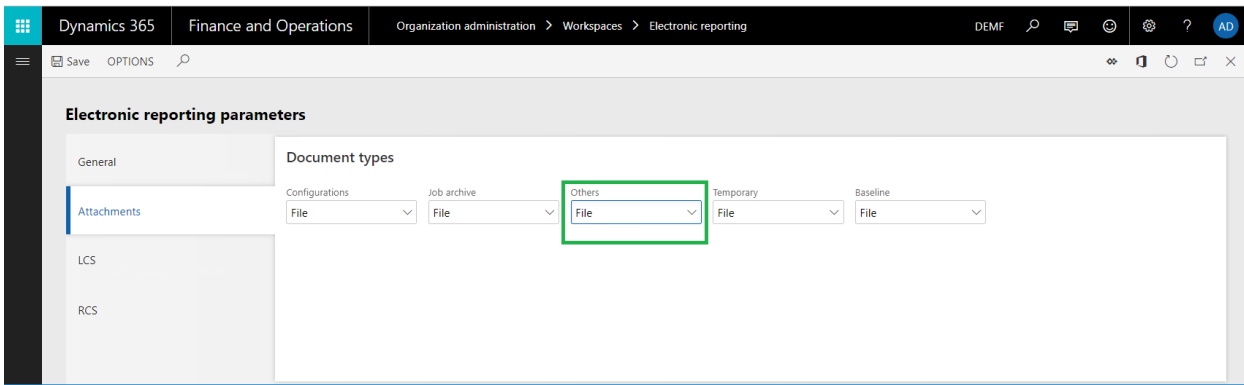 Dynamics 365 Finance and Operations Organization administration > Workspaces > Electronic reporting DEMF ? AD
Save OPTIONS
Electronic reporting parameters
General
Attachments
LCS
RCS
Document types
Configurations Job archive Others Temporary Baseline
File File File File File